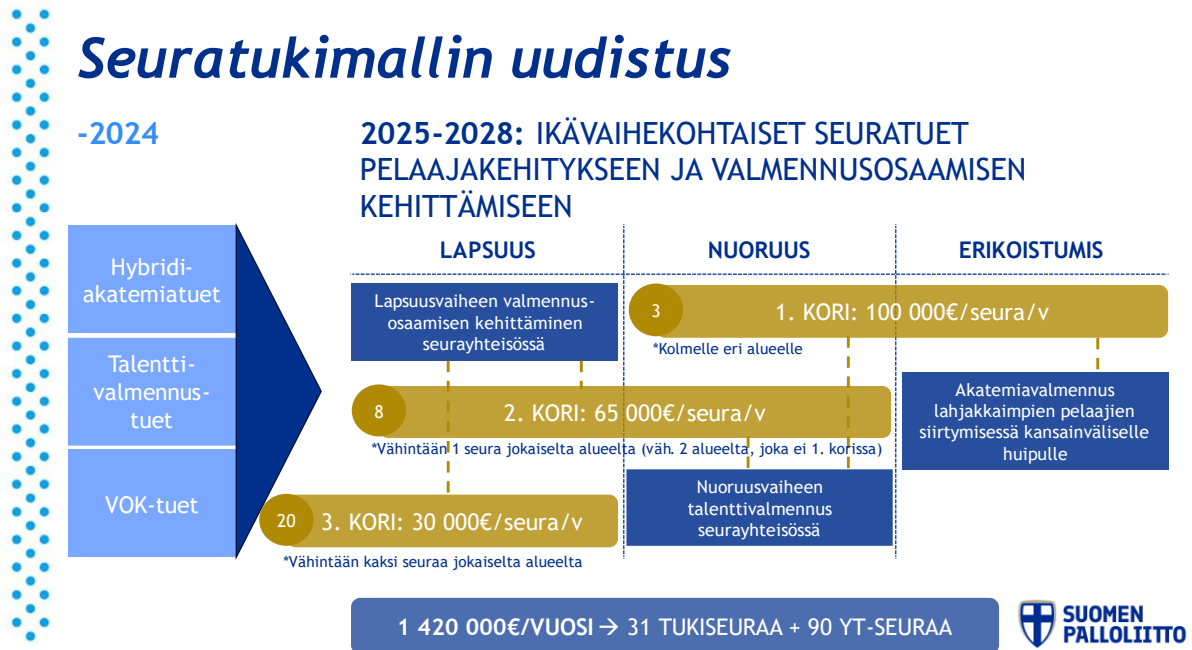 Seuratukimallin uudistus
-2024
2025-2028: IKÄVAIHEKOHTAISET SEURATUET
PELAAJAKEHITYKSEEN JA VALMENNUSOSAAMISEN
KEHITTÄMISEEN
Hybridi-
akatemiatuet
Talentti-
valmennus-
tuet
VOK-tuet
LAPSUUS
NUORUUS
ERIKOISTUMIS
Lapsuusvaiheen valmennus-
osaamisen kehittäminen
seurayhteisössä
3
1. KORI: 100 000€/seura/v
*Kolmelle eri alueelle
8
2. KORI: 65 000€/seura/v
*Vähintään 1 seura jokaiselta alueelta (väh. 2 alueelta, joka ei 1. korissa)
Akatemiavalmennus
lahjakkaimpien pelaajien
siirtymisessä kansainväliselle
huipulle
Nuoruusvaiheen
talenttivalmennus
seurayhteisössä
20
3. KORI: 30 000€/seura/v
*Vähintään kaksi seuraa jokaiselta alueelta
1 420 000€/VUOSI → 31 TUKISEURAA + 90 YT-SEURAA
SUOMEN
PALLOLIITTO